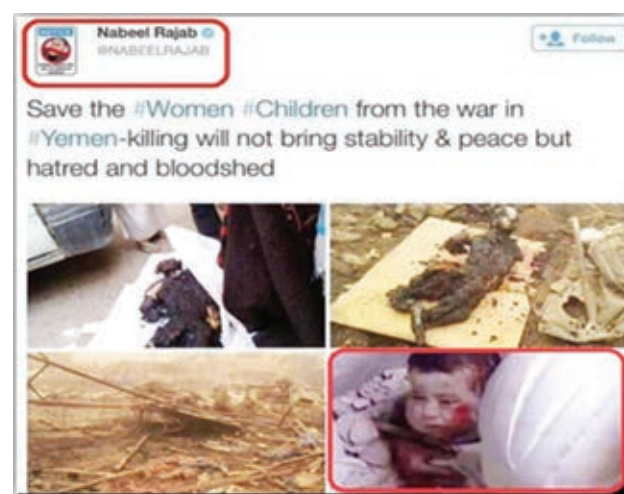 Nabeel Rajab
@NABEELRAJAB
Follow
Save the #Women #Children from the war in
#Yemen-killing will not bring stability & peace but
hatred and bloodshed